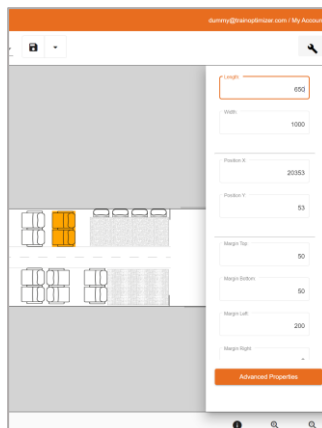 dummy@trainoptimizer.com / My Account
Length
650
Width
1000
Position X
20353
Position Y
53
Margin Top
50
Margin Bottom
50
Margin Left
200
Margin Right
Advanced Properties